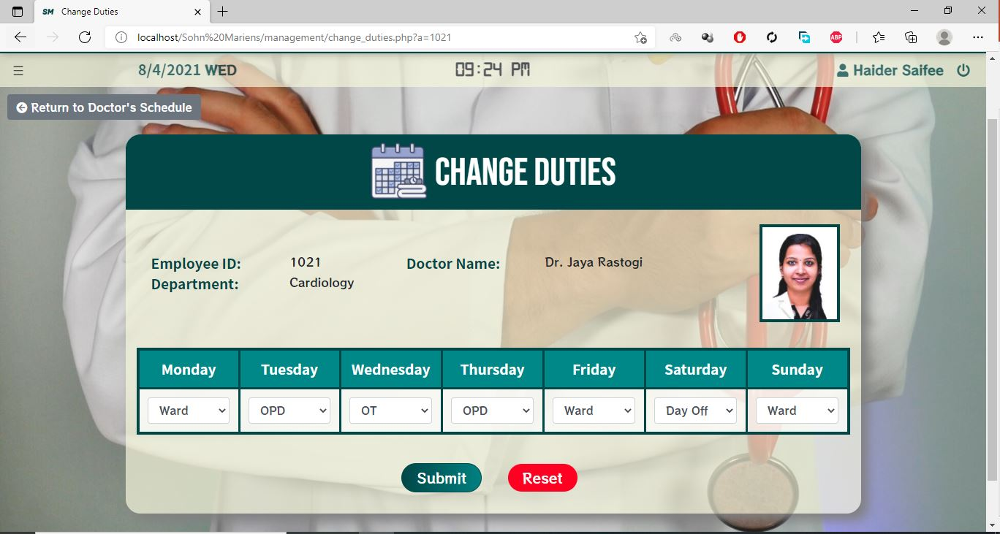 SM Change Duties
localhost/Sohn%20Mariens/management/change_duties.php?a=1021
ABP
8/4/2021 WED 09:24 PM Haider Saifee
Return to Doctor's Schedule
CHANGE DUTIES
Employee ID: 1021 Doctor Name: Dr. Jaya Rastogi
Department: Cardiology
Monday Tuesday Wednesday Thursday Friday Saturday Sunday
Ward OPD OT OPD Ward Day Off Ward
Submit Reset